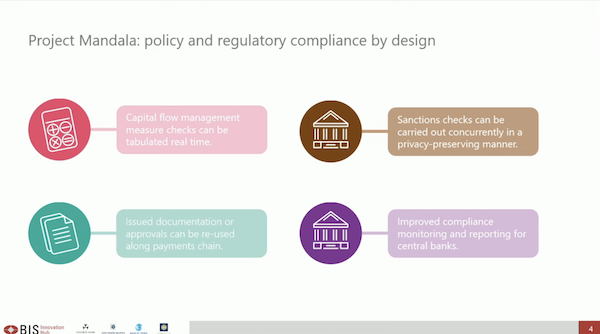 Project Mandala: policy and regulatory compliance by design
Capital flow management
measure checks can be
tabulated real time.
Sanctions checks can be
carried out concurrently in a
privacy-preserving manner.
Issued documentation or
approvals can be re-used
along payments chain.
Improved compliance
monitoring and reporting for
central banks.
BIS
Innovation
Hub
4